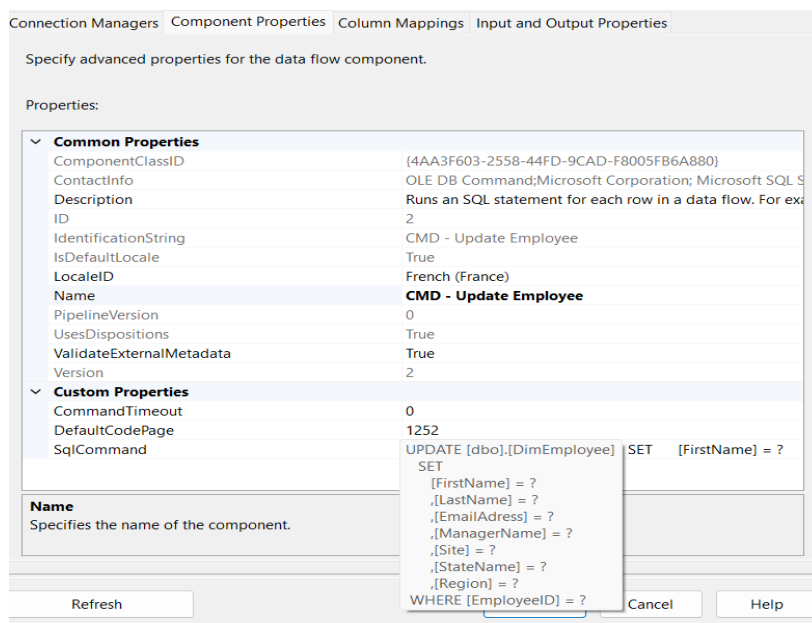 Connection Managers Component Properties Column Mappings Input and Output Properties
Specify advanced properties for the data flow component.
Properties:
Common Properties
ComponentClassID {4AA3F603-2558-44FD-9CAD-F8005FB6A880}
ContactInfo OLE DB Command;Microsoft Corporation; Microsoft SQL S
Description Runs an SQL statement for each row in a data flow. For exa
ID 2
IdentificationString CMD - Update Employee
IsDefaultLocale True
LocaleID French (France)
Name CMD - Update Employee
PipelineVersion 0
UsesDispositions True
ValidateExternalMetadata True
Version 2
Custom Properties
CommandTimeout 0
DefaultCodePage 1252
SqlCommand UPDATE [dbo].[DimEmployee] SET [FirstName] = ?
SET
[FirstName] = ?
,[LastName] = ?
,[EmailAdress] = ?
,[ManagerName] = ?
,[Site] = ?
,[StateName] = ?
,[Region] = ?
WHERE [EmployeeID] = ?
Name
Specifies the name of the component.
Refresh Cancel Help